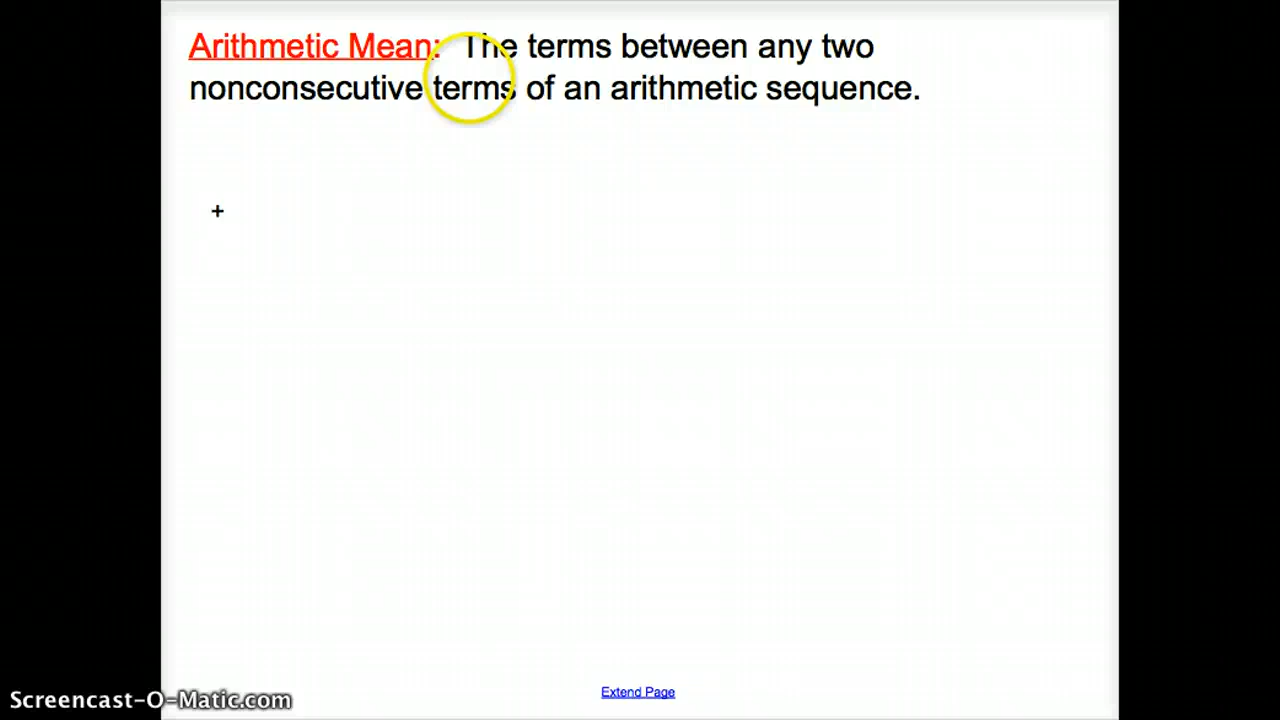 Arithmetic Mean: The terms between any two
nonconsecutive terms of an arithmetic sequence.
+
Extend Page
Screencast-O-Matic.com